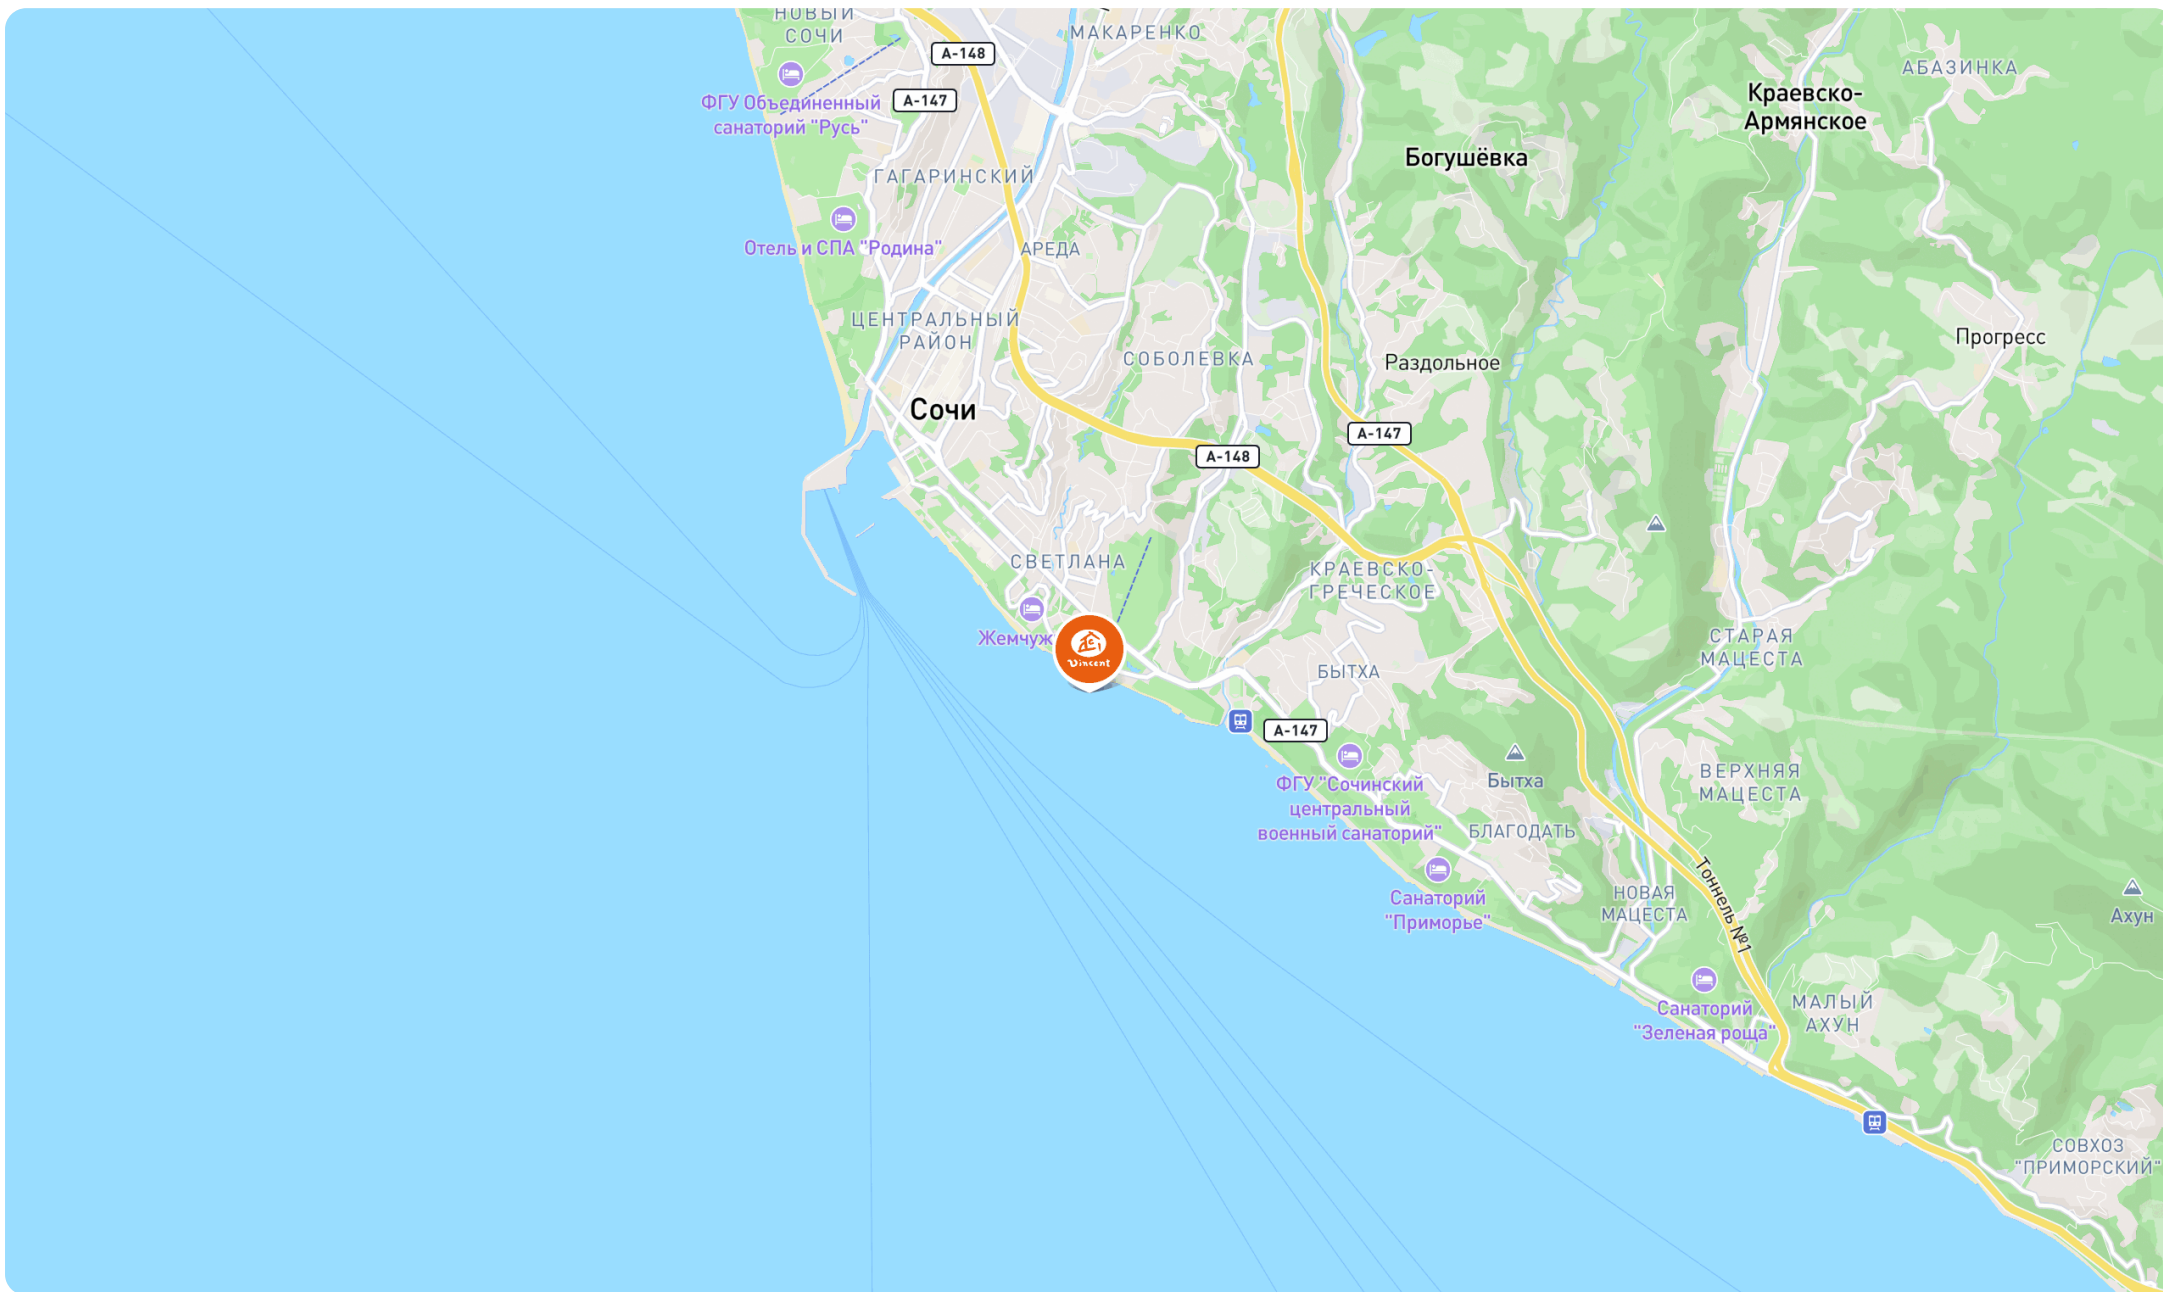 НОВЫЙ
СОЧИ
МАКАРЕНКО
А-148
АБАЗИНКА
ФГУ Объединенный
санаторий "Русь"
А-147
Краевско-
Армянское
Богушёвка
ГАГАРИНСКИЙ
Отель и СПА "Родина"
АРЕДА
ЦЕНТРАЛЬНЫЙ
РАЙОН
СОБОЛЕВКА
Раздольное
Прогресс
Сочи
А-147
А-148
СВЕТЛАНА
КРАЕВСКО-
ГРЕЧЕСКОЕ
Жемчуж
Vincent
СТАРАЯ
МАЦЕСТА
БЫТХА
А-147
ФГУ "Сочинский
центральный
военный санаторий"
Бытха
ВЕРХНЯЯ
МАЦЕСТА
БЛАГОДАТЬ
Санаторий
"Приморье"
НОВАЯ
МАЦЕСТА
Тоннель №1
Ахун
Санаторий
"Зеленая роща"
МАЛЫЙ
АХУН
СОВХОЗ
"ПРИМОРСКИЙ"